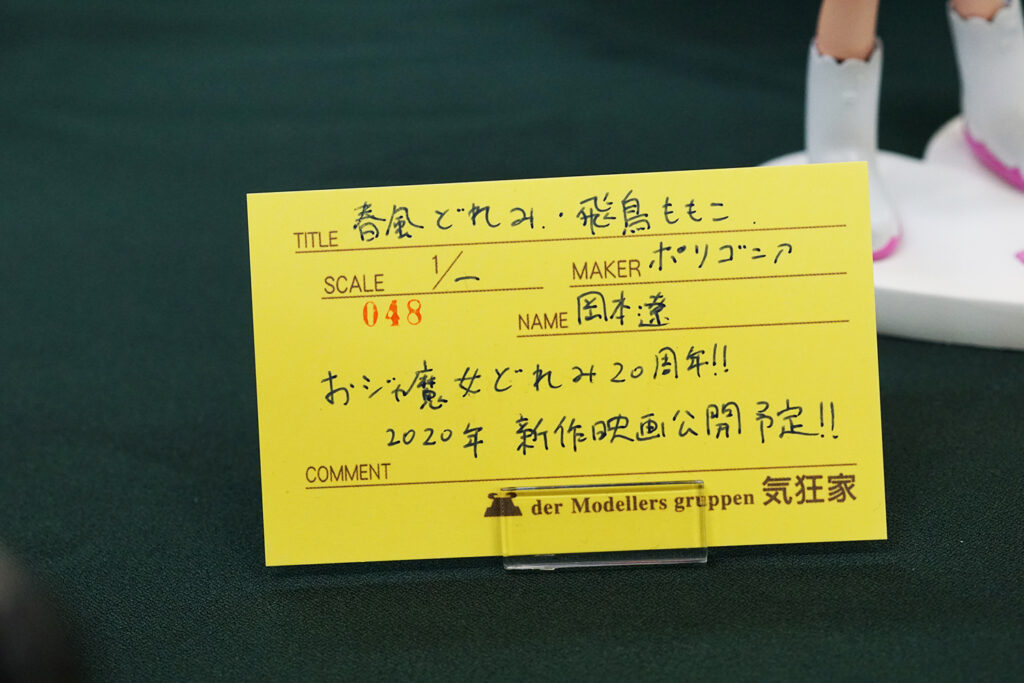 TITLE 春風どれみ・飛鳥ももこ
SCALE 1/一 MAKER ポリゴニア
048 NAME 岡本遼
おジャ魔女どれみ20周年!!
2020年 新作映画公開予定!!
COMMENT
der Modellers gruppen 気狂家